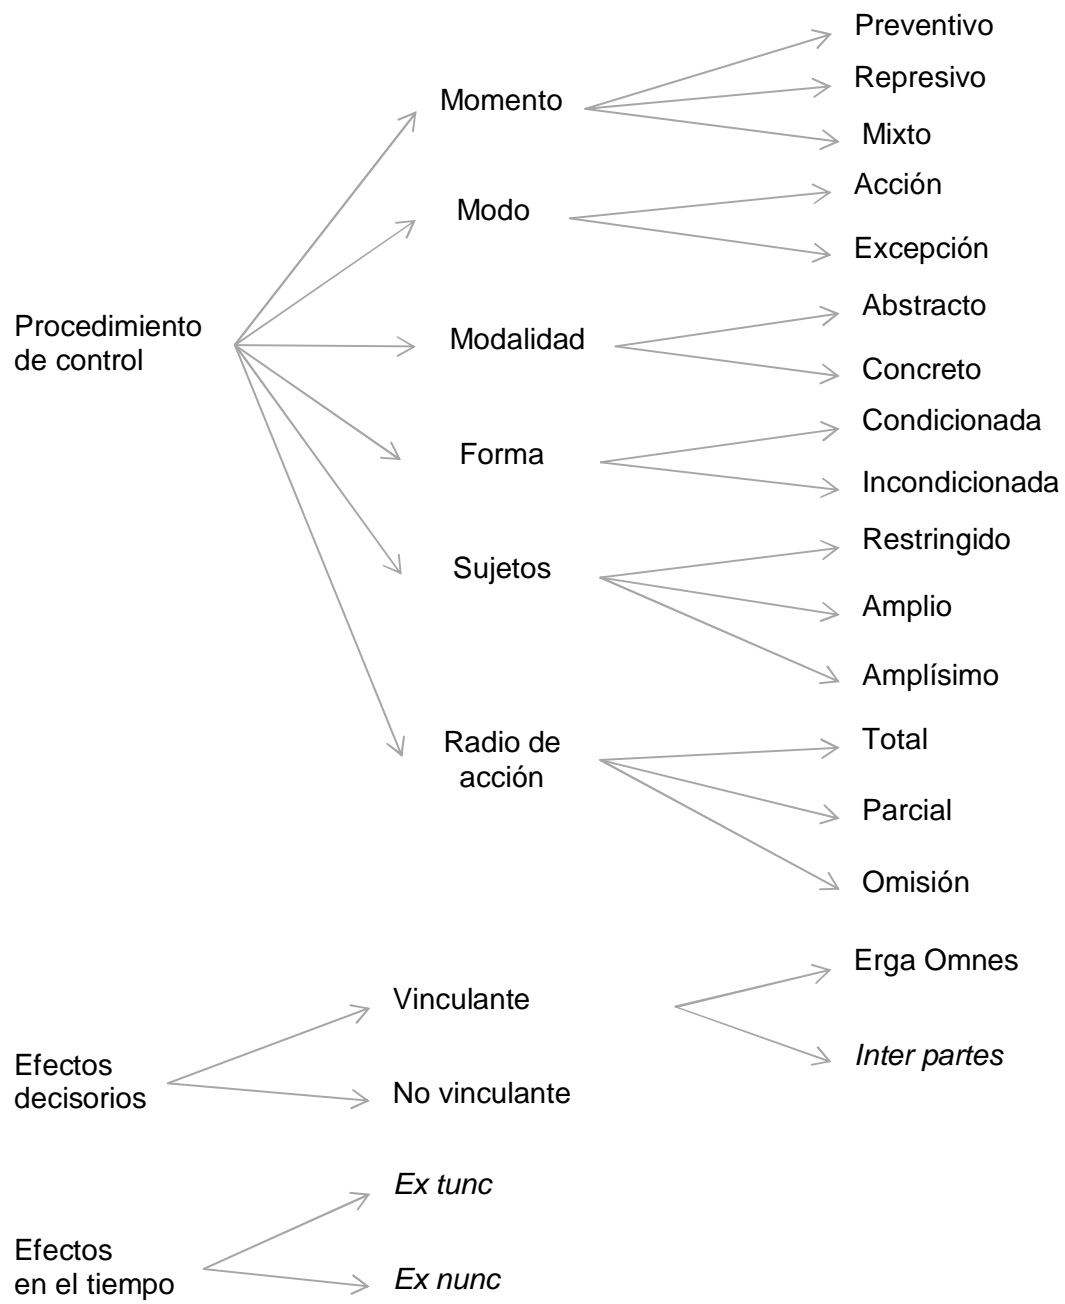 Preventivo
Represivo
Momento
Mixto
Acción
Modo
Excepción
Abstracto
Procedimiento
de control
Modalidad
Concreto
Condicionada
Forma
Incondicionada
Restringido
Sujetos
Amplio
Amplísimo
Radio de
acción
Total
Parcial
Omisión
Erga Omnes
Vinculante
Inter partes
Efectos
decisorios
No vinculante
Ex tunc
Efectos
en el tiempo
Ex nunc